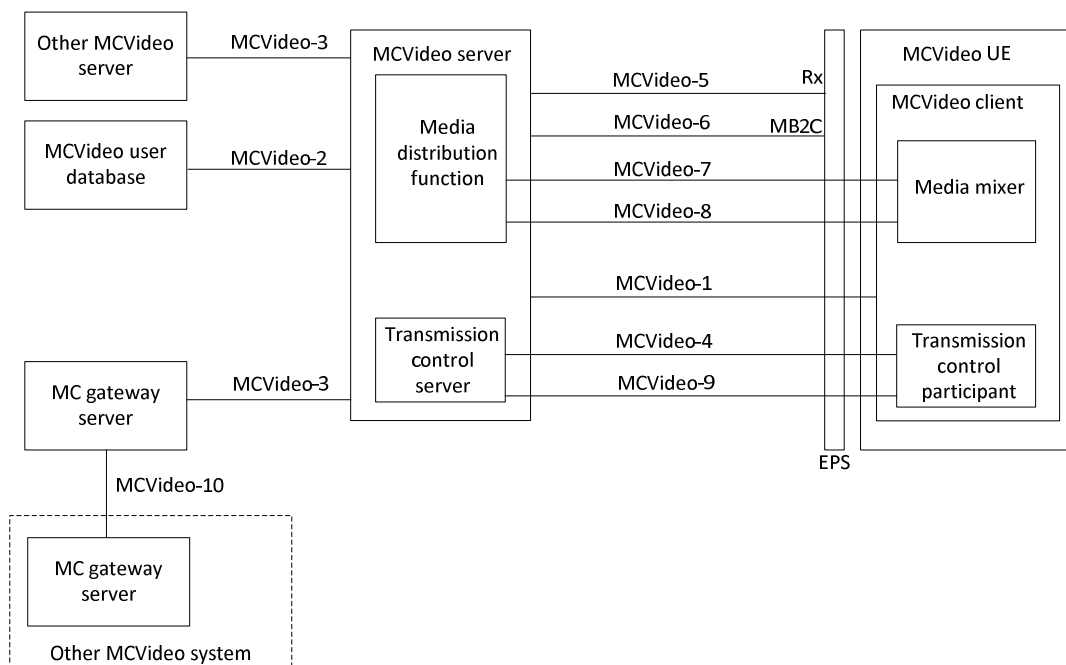 Other MCVideo
server
MCVideo-3
MCVideo user
database
MCVideo-2
MC gateway
server
MCVideo-3
MCVideo-10
MC gateway
server
Other MCVideo system
MCVideo server
Media
distribution
function
Transmission
control
server
MCVideo-5
Rx
MCVideo-6
MB2C
MCVideo-7
MCVideo-8
MCVideo-1
MCVideo-4
MCVideo-9
EPS
MCVideo UE
MCVideo client
Media mixer
Transmission
control
participant